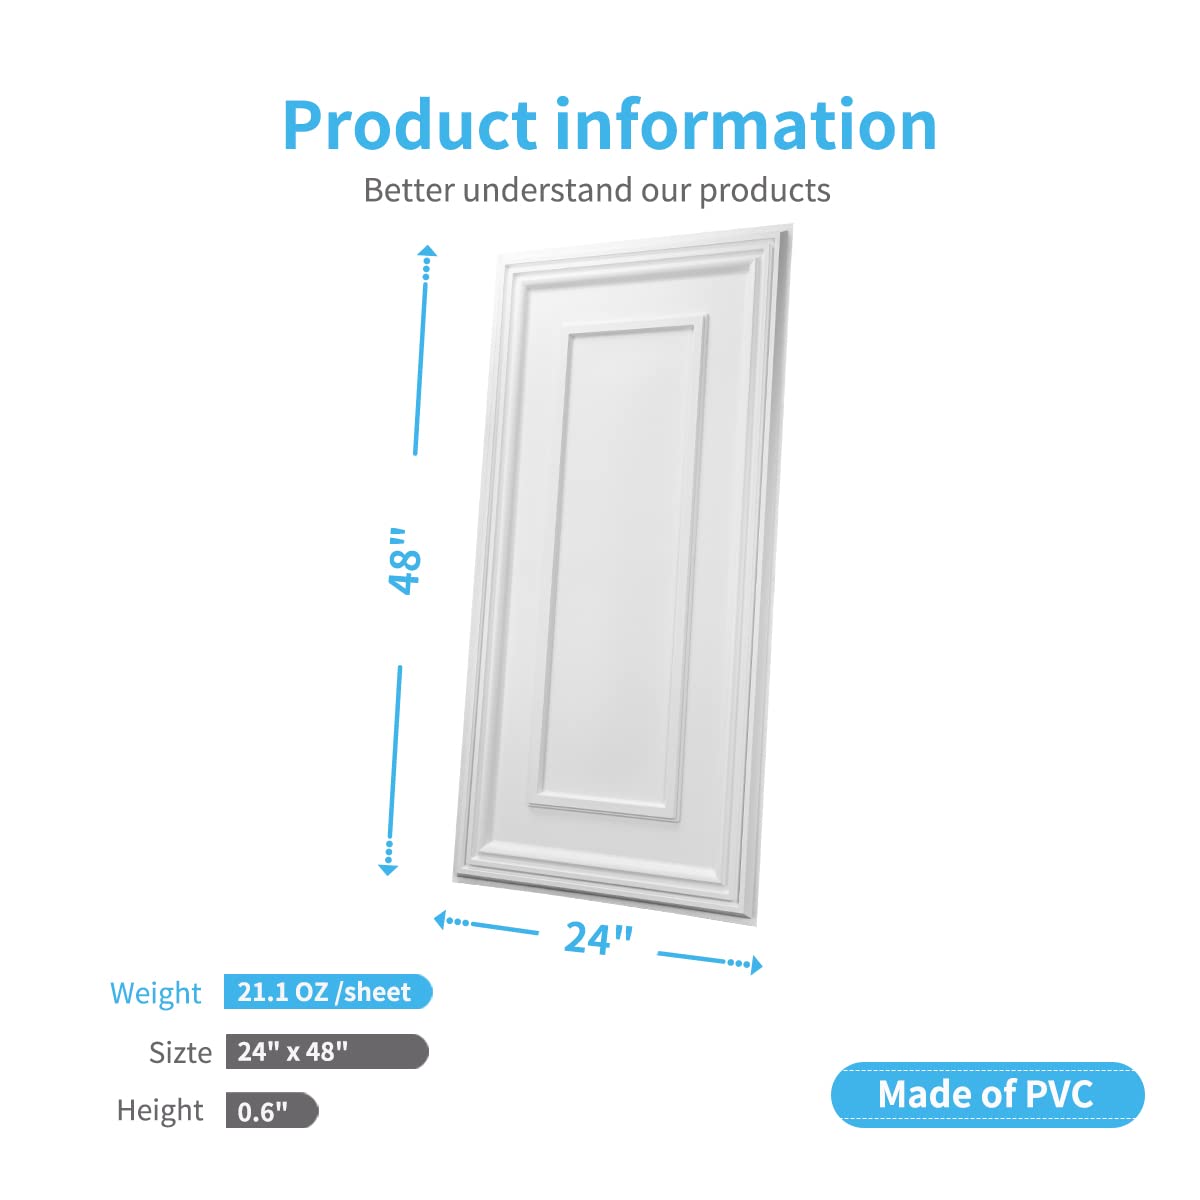 Product information
Better understand our products
48"
24"
Weight 21.1 OZ /sheet
Sizte 24" x 48"
Height 0.6"
Made of PVC